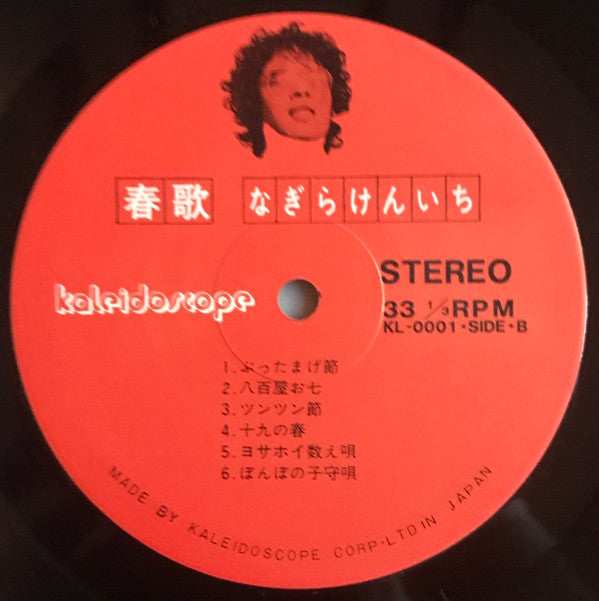 春歌 なぎらけんいち
kaleidoscope
STEREO
33 1/3 RPM
KL-0001・SIDE・B
1. ぶったまげ節
2. 八百屋お七
3. ツンツン節
4. 十九の春
5. ヨサホイ数え唄
6. ぽんぽの子守唄
MADE BY KALEIDOSCOPE CORP・LTD IN JAPAN